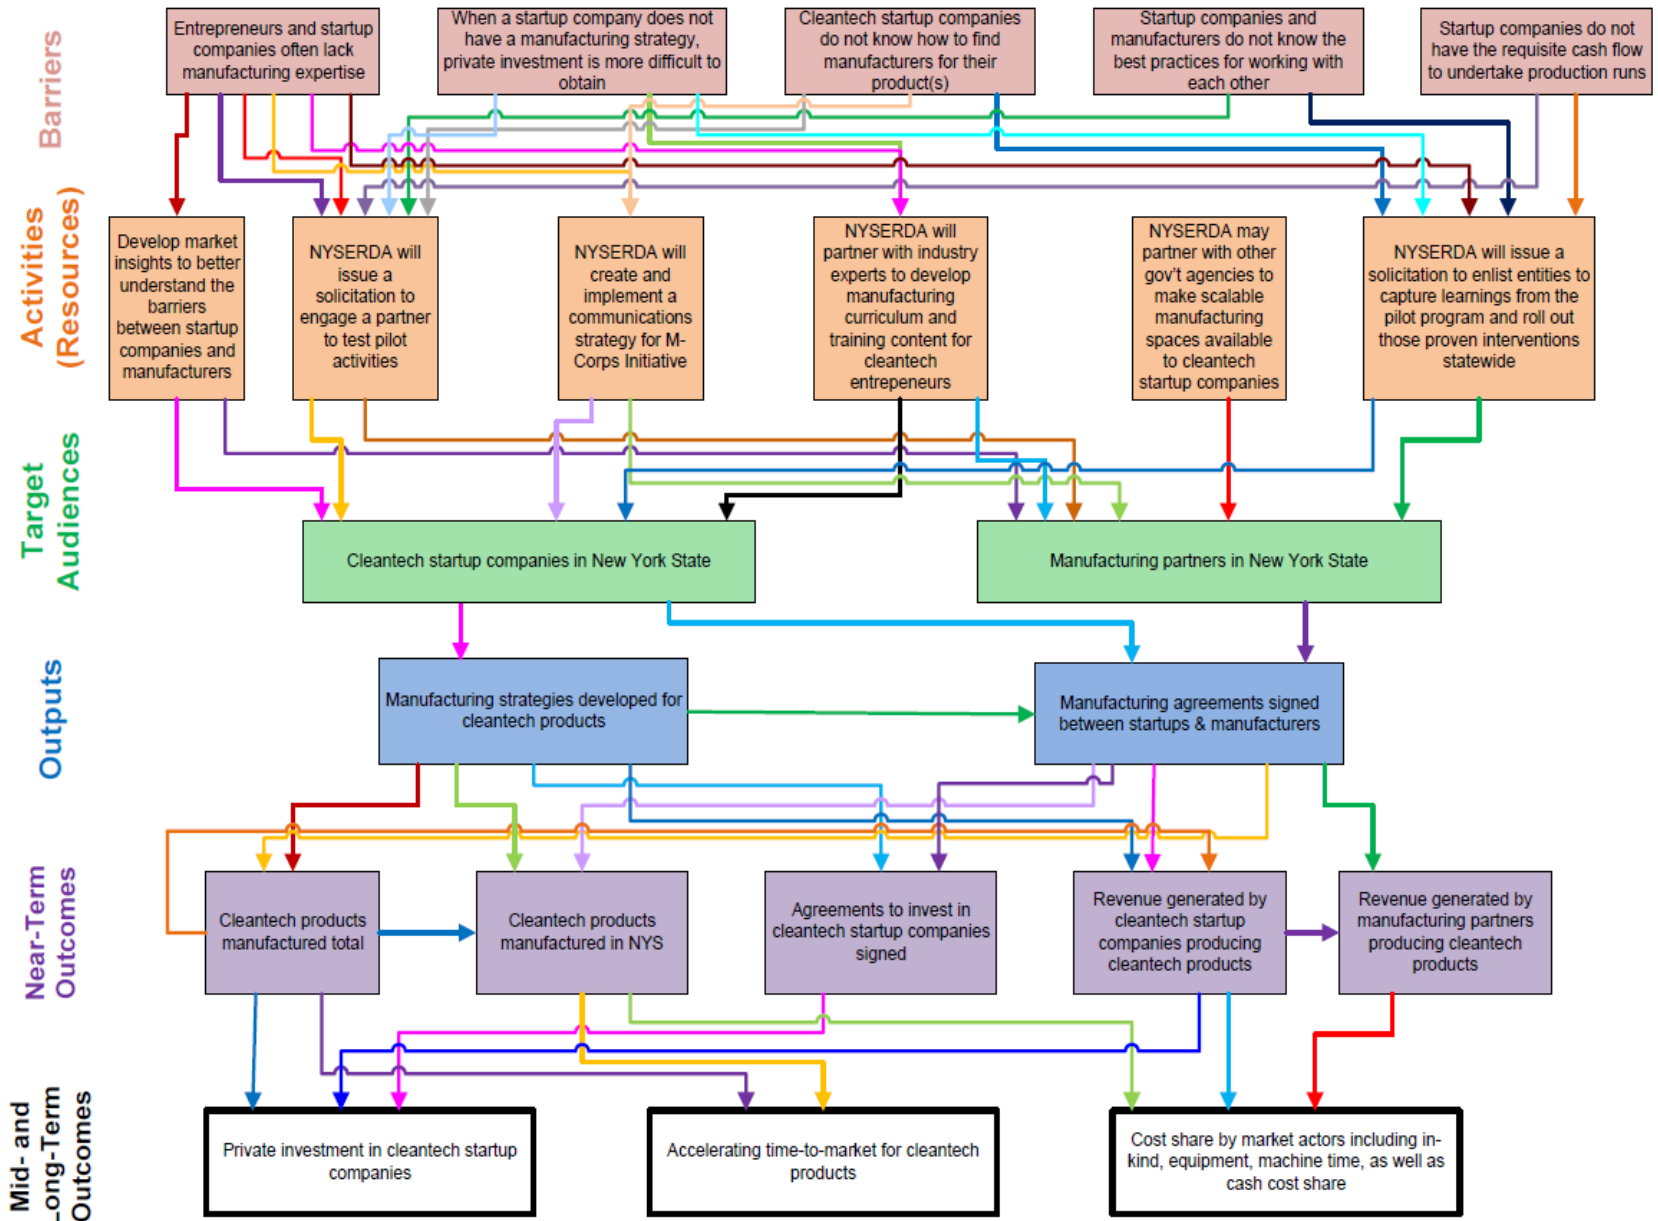 Barriers
Entrepreneurs and startup
companies often lack
manufacturing expertise
When a startup company does not
have a manufacturing strategy,
private investment is more difficult to
obtain
Cleantech startup companies
do not know how to find
manufacturers for their
product(s)
Startup companies and
manufacturers do not know the
best practices for working with
each other
Startup companies do not
have the requisite cash flow
to undertake production runs
Activities
(Resources)
Develop market
insights to better
understand the
barriers
between startup
companies and
manufacturers
NYSERDA will
issue a
solicitation to
engage a partner
to test pilot
activities
NYSERDA will
create and
implement a
communications
strategy for M-
Corps Initiative
NYSERDA will
partner with industry
experts to develop
manufacturing
curriculum and
training content for
cleantech
entrepeneurs
NYSERDA may
partner with other
gov't agencies to
make scalable
manufacturing
spaces available
to cleantech
startup companies
NYSERDA will issue a
solicitation to enlist entities to
capture learnings from the
pilot program and roll out
those proven interventions
statewide
Target
Audiences
Cleantech startup companies in New York State
Manufacturing partners in New York State
Outputs
Manufacturing strategies developed for
cleantech products
Manufacturing agreements signed
between startups & manufacturers
Near-Term
Outcomes
Cleantech products
manufactured total
Cleantech products
manufactured in NYS
Agreements to invest in
cleantech startup companies
signed
Revenue generated by
cleantech startup
companies producing
cleantech products
Revenue generated by
manufacturing partners
producing cleantech
products
Mid- and
Long-Term
Outcomes
Private investment in cleantech startup
companies
Accelerating time-to-market for cleantech
products
Cost share by market actors including in-
kind, equipment, machine time, as well as
cash cost share